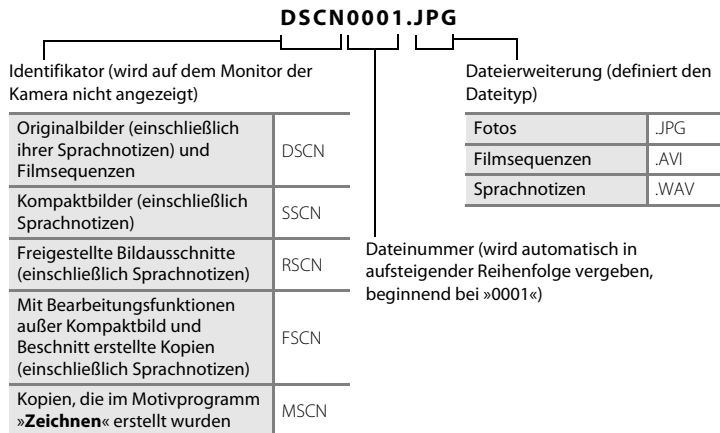 DSCN0001.JPG
Identifikator (wird auf dem Monitor der
Kamera nicht angezeigt)
Originalbilder (einschließlich
ihrer Sprachnotizen) und
Filmsequenzen
DSCN
Kompaktbilder (einschließlich
Sprachnotizen)
SSCN
Freigestellte Bildausschnitte
(einschließlich Sprachnotizen)
RSCN
Mit Bearbeitungsfunktionen
außer Kompaktbild und
Beschnitt erstellte Kopien
(einschließlich Sprachnotizen)
FSCN
Kopien, die im Motivprogramm
»Zeichnen« erstellt wurden
MSCN
Dateierweiterung (definiert den
Dateityp)
Fotos .JPG
Filmsequenzen .AVI
Sprachnotizen .WAV
Dateinummer (wird automatisch in
aufsteigender Reihenfolge vergeben,
beginnend bei »0001«)